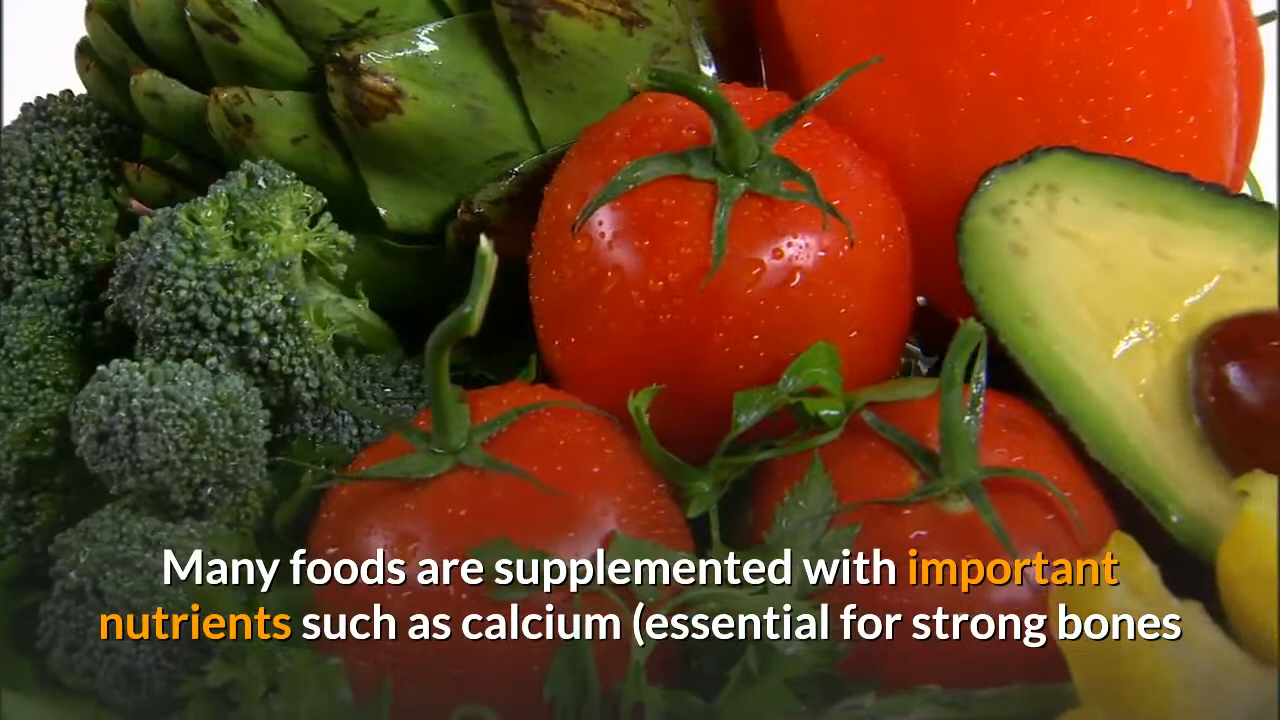 Many foods are supplemented with important
nutrients such as calcium (essential for strong bones